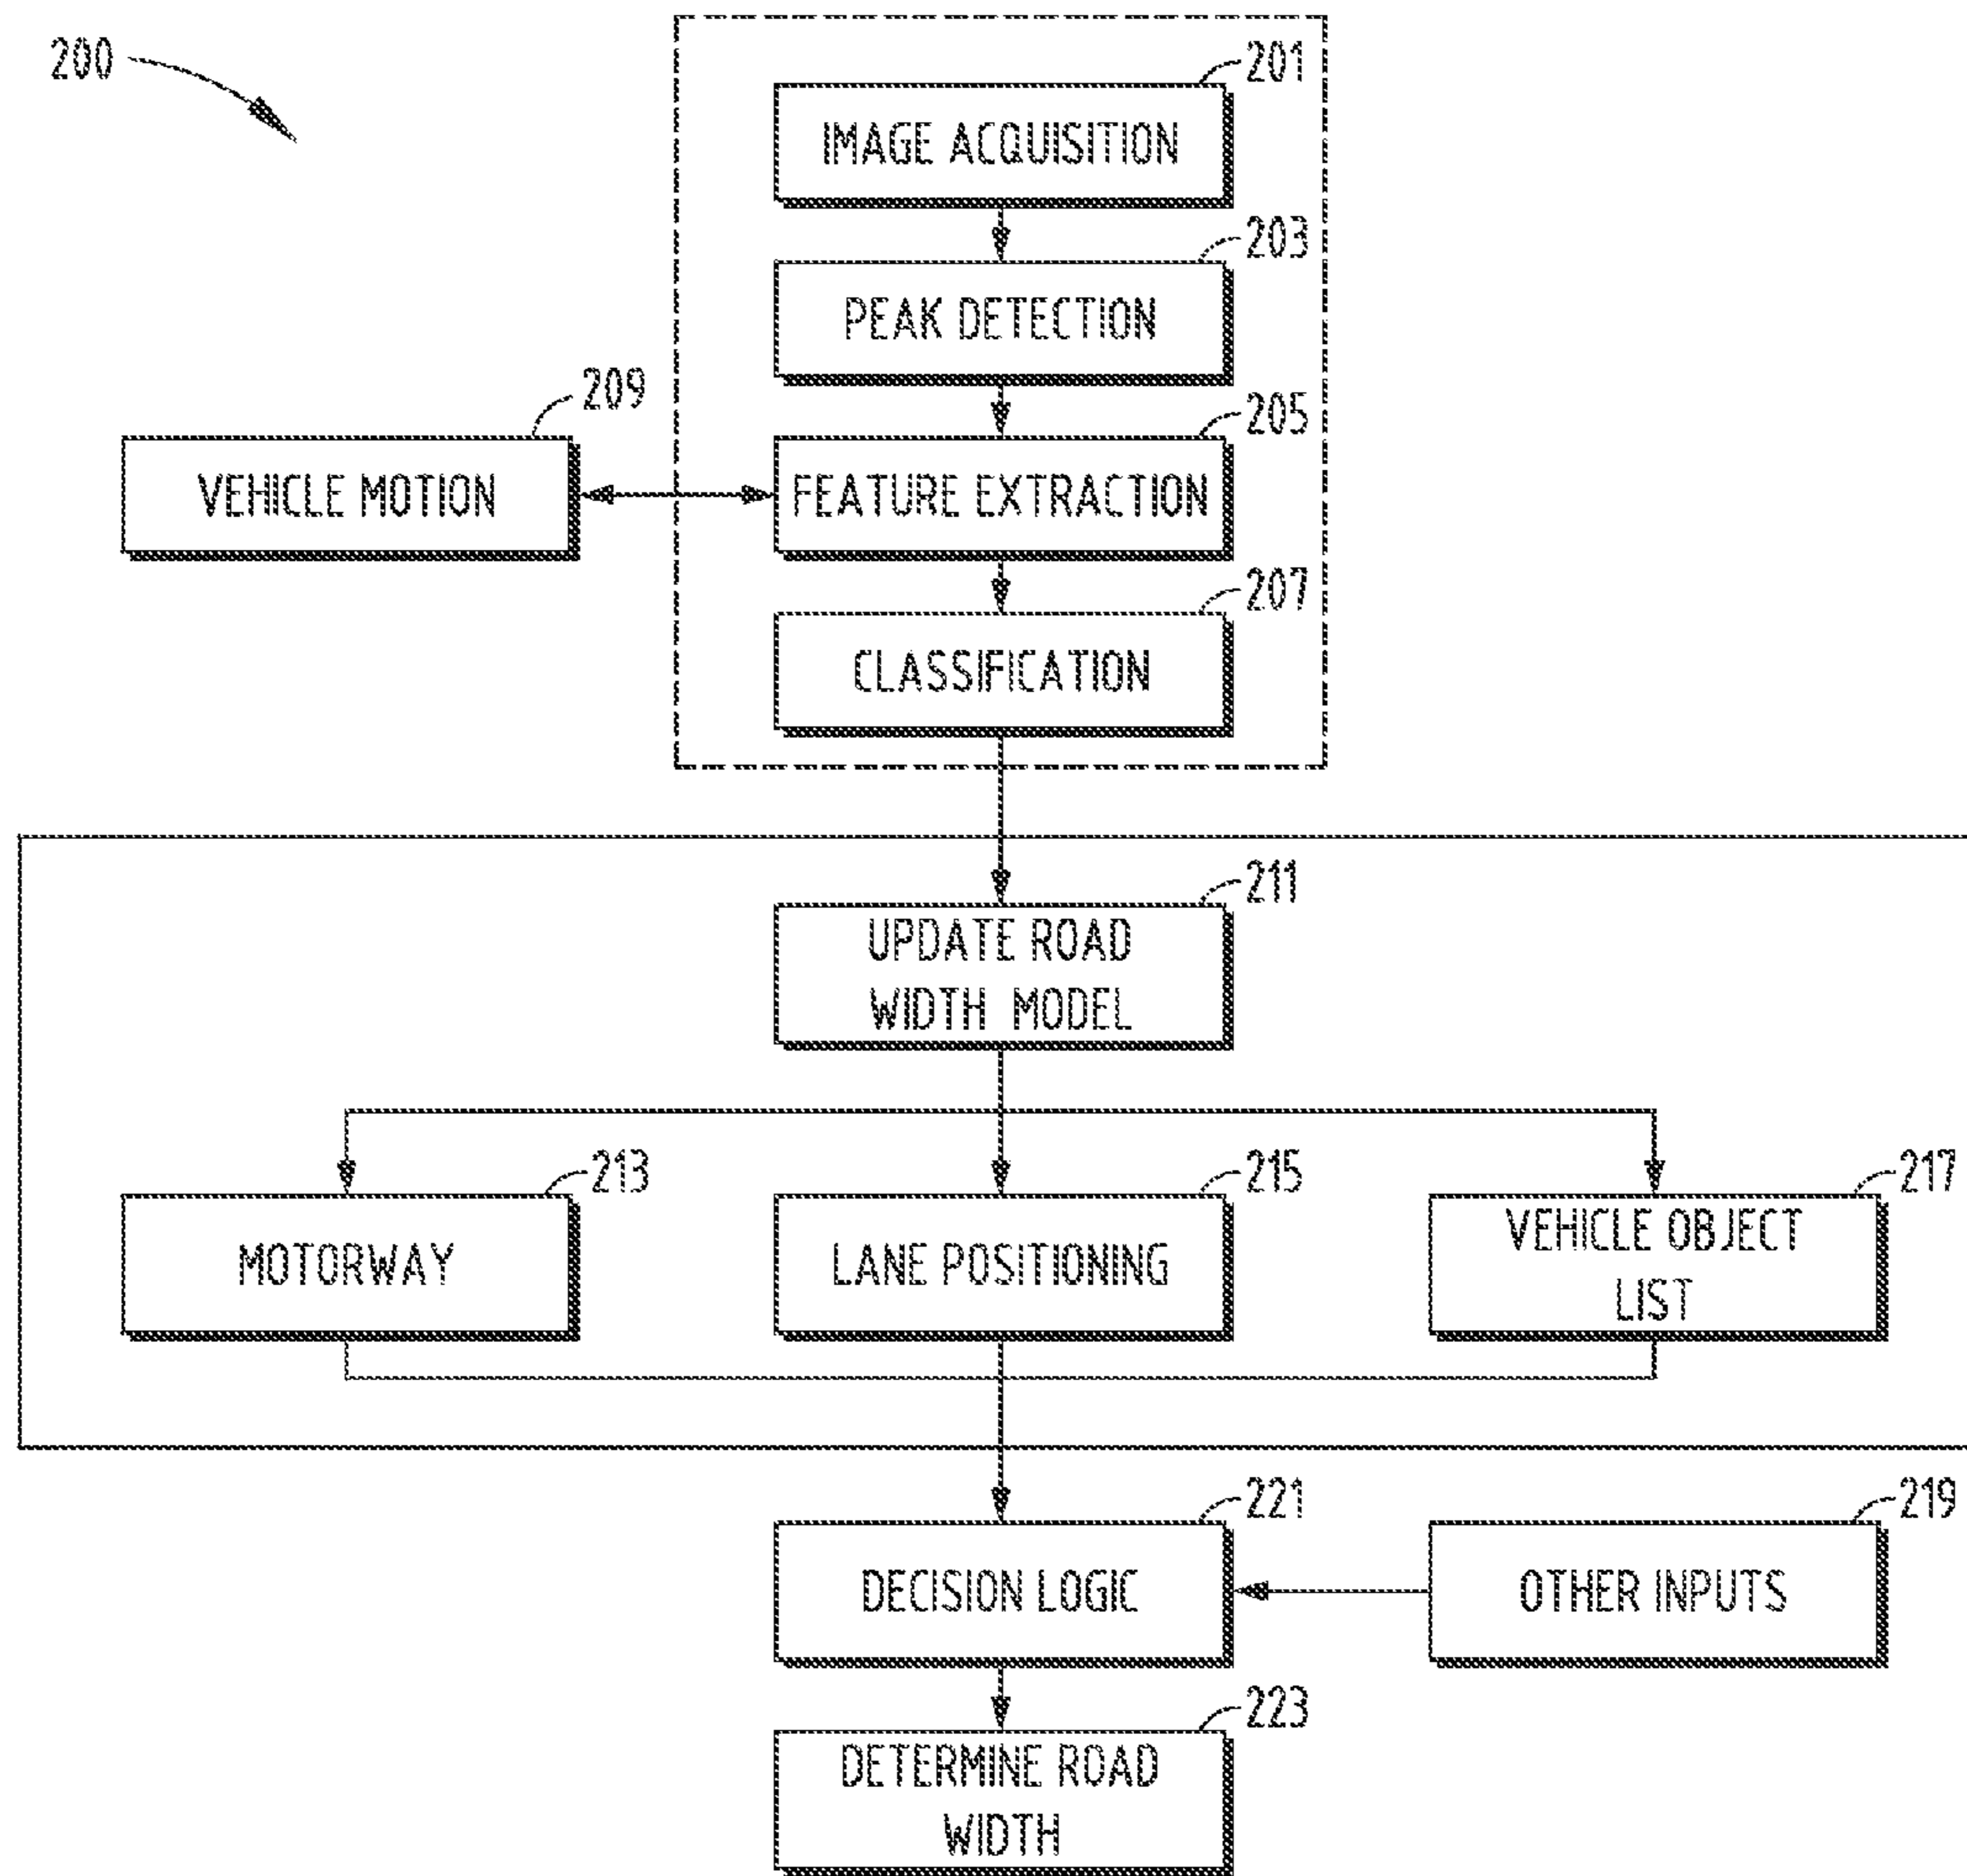 200
201
IMAGE ACQUISITION
203
PEAK DETECTION
209
205
VEHICLE MOTION
FEATURE EXTRACTION
207
CLASSIFICATION
211
UPDATE ROAD
WIDTH MODEL
213
215
217
MOTORWAY
LANE POSITIONING
VEHICLE OBJECT
LIST
221
219
DECISION LOGIC
OTHER INPUTS
223
DETERMINE ROAD
WIDTH